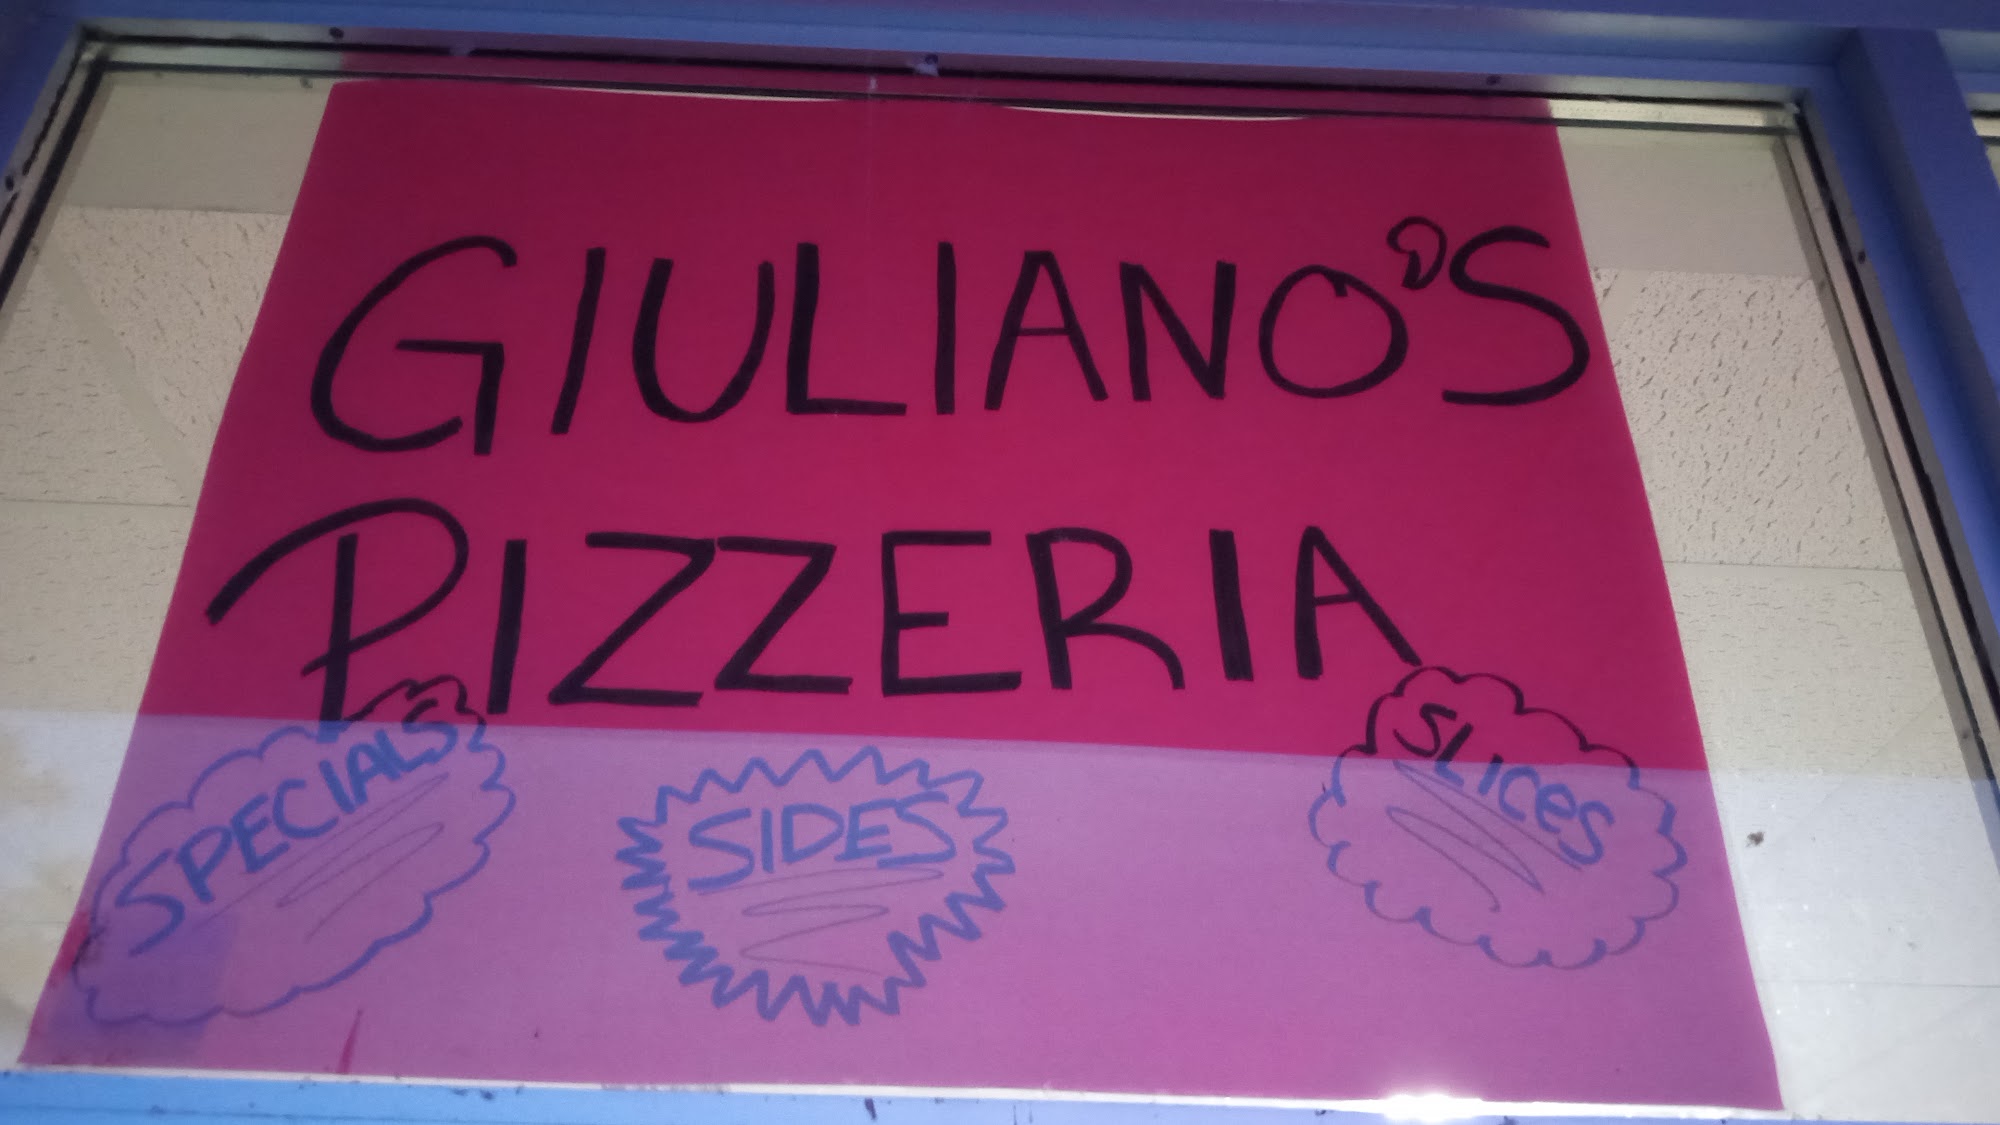 GIULIANO'S
PIZZERIA
SPECIALS
SIDES
SLICES